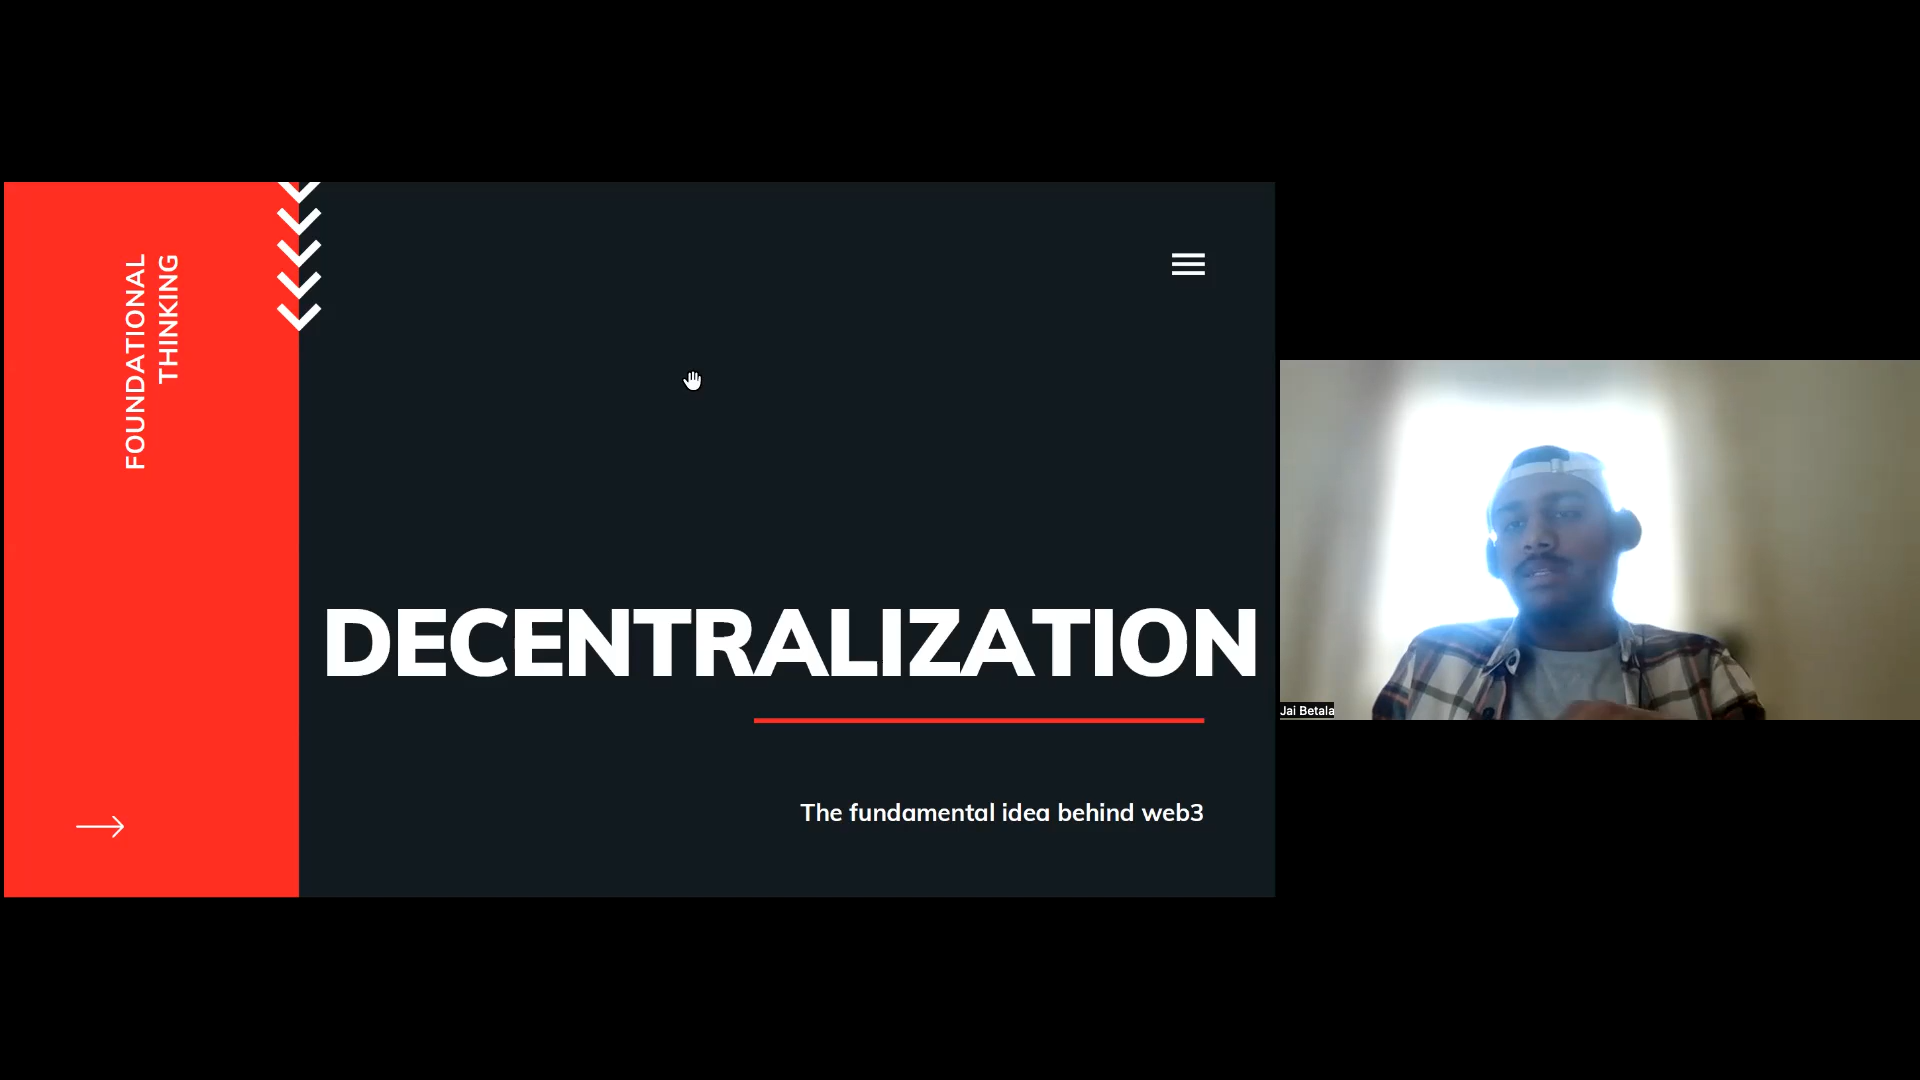 FOUNDATIONAL
THINKING
DECENTRALIZATION
The fundamental idea behind web3
Jai Betala